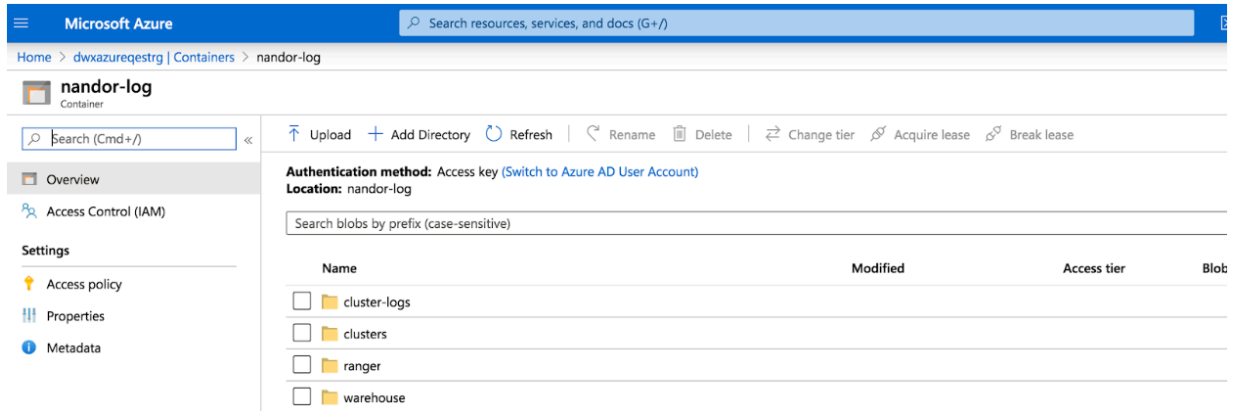 Microsoft Azure
Search resources, services, and docs (G+/)
Home > dwxazureqestrg | Containers > nandor-log
nandor-log
Container
Search (Cmd+/)
«
Overview
Access Control (IAM)
Settings
Access policy
Properties
Metadata
Upload + Add Directory Refresh Rename Delete Change tier Acquire lease Break lease
Authentication method: Access key (Switch to Azure AD User Account)
Location: nandor-log
Search blobs by prefix (case-sensitive)
Name Modified Access tier Blob
cluster-logs
clusters
ranger
warehouse